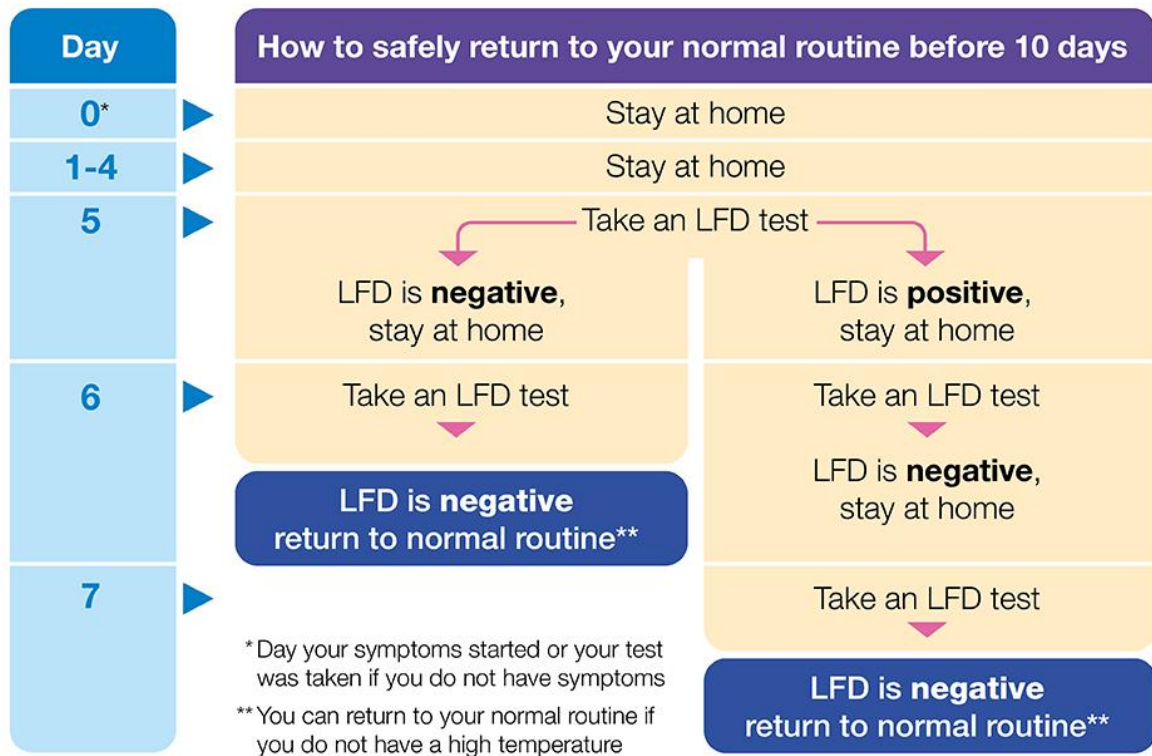 Day
How to safely return to your normal routine before 10 days
0*
Stay at home
1-4
Stay at home
5
Take an LFD test
LFD is negative,
stay at home
LFD is positive,
stay at home
6
Take an LFD test
LFD is negative
return to normal routine**
Take an LFD test
LFD is negative,
stay at home
7
Take an LFD test
LFD is negative
return to normal routine**
* Day your symptoms started or your test
was taken if you do not have symptoms
** You can return to your normal routine if
you do not have a high temperature